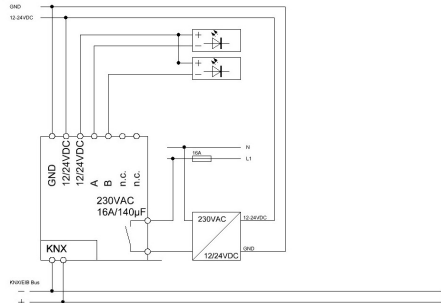 GND
12-24VDC
+
−
+
−
N
16A
L1
GND
12/24VDC
12/24VDC
A
B
n.c.
n.c.
230VAC
16A/140µF
230VAC
12-24VDC
GND
12/24VDC
KNX
KNX/EIB Bus
−
+